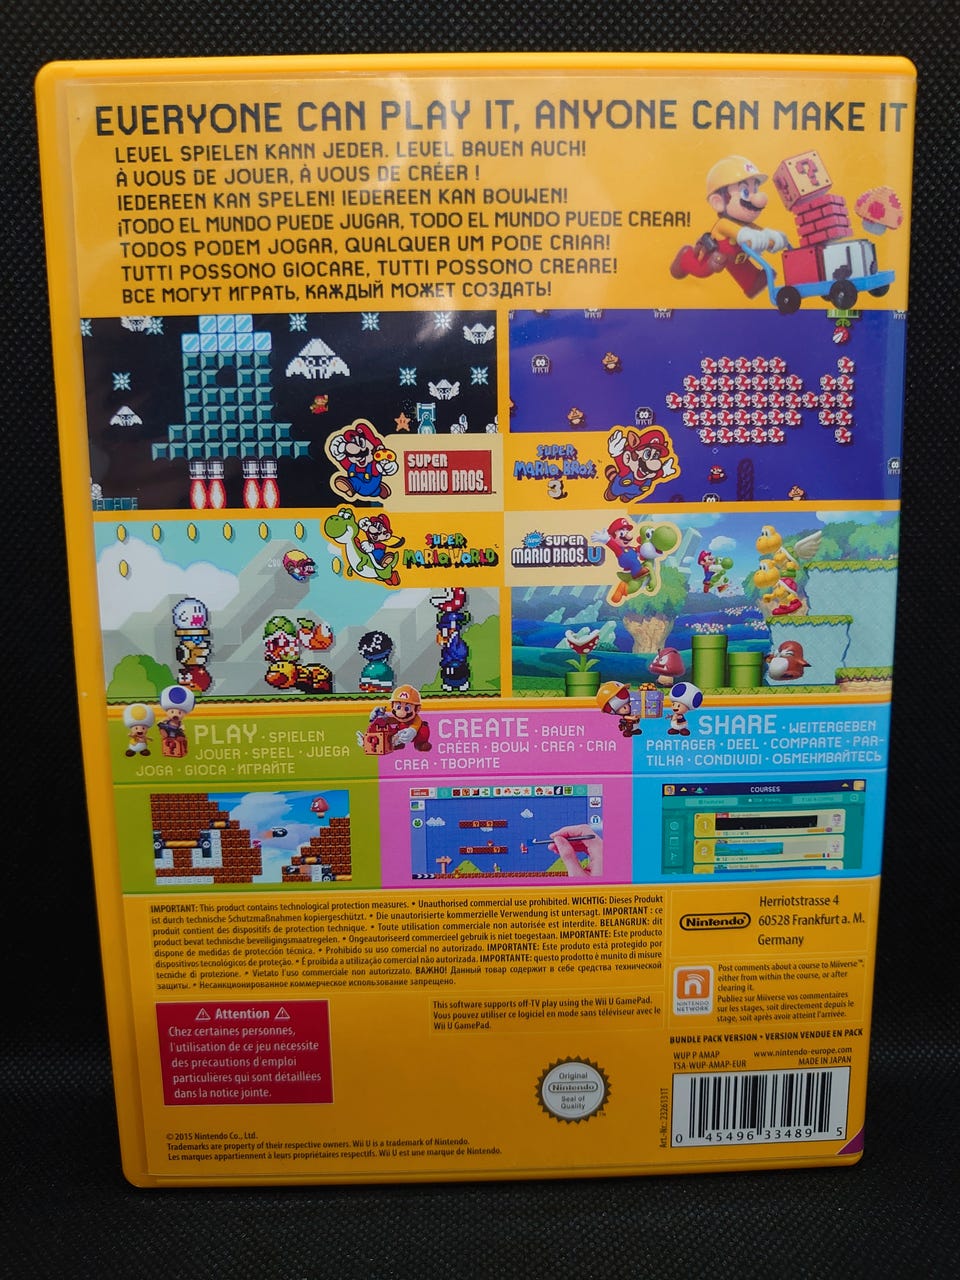 EVERYONE CAN PLAY IT, ANYONE CAN MAKE IT
LEVEL SPIELEN KANN JEDER. LEVEL BAUEN AUCH!
À VOUS DE JOUER, À VOUS DE CRÉER !
IEDEREEN KAN SPELEN! IEDEREEN KAN BOUWEN!
¡TODO EL MUNDO PUEDE JUGAR, TODO EL MUNDO PUEDE CREAR!
TODOS PODEM JOGAR, QUALQUER UM PODE CRIAR!
TUTTI POSSONO GIOCARE, TUTTI POSSONO CREARE!
ВСЕ МОГУТ ИГРАТЬ, КАЖДЫЙ МОЖЕТ СОЗДАТЬ!
SUPER
MARIO BROS.
SUPER
MARIO BROS.
3
SUPER
MARIO WORLD
New SUPER
MARIO BROS. U
PLAY · SPIELEN
JOUER · SPEEL · JUEGA
JOGA · GIOCA · ИГРАЙТЕ
CREATE · BAUEN
CRÉER · BOUW · CREA · CRIA
CREA · ТВОРИТЕ
SHARE · WEITERGEBEN
PARTAGER · DEEL · COMPARTE · PAR-
TILHA · CONDIVIDI · ОБМЕНИВАЙТЕСЬ
COURSES
1
2
IMPORTANT: This product contains technological protection measures. • Unauthorised commercial use prohibited. WICHTIG: Dieses Produkt
ist durch technische Schutzmaßnahmen kopiergeschützt. • Die unautorisierte kommerzielle Verwendung ist untersagt. IMPORTANT : ce
produit contient des dispositifs de protection technique. • Toute utilisation commerciale non autorisée est interdite. BELANGRIJK: dit
product bevat technische beveiligingsmaatregelen. • Ongeautoriseerd commercieel gebruik is niet toegestaan. IMPORTANTE: Este producto
dispone de medidas de protección técnica. • Prohibido su uso comercial no autorizado. IMPORTANTE: Este produto está protegido por
dispositivos tecnológicos de proteção. • É proibida a utilização comercial não autorizada. IMPORTANTE: questo prodotto è munito di misure
tecniche di protezione. • Vietato l'uso commerciale non autorizzato. ВАЖНО! Данный товар содержит в себе средства технической
защиты. • Несанкционированное коммерческое использование запрещено.
Nintendo
Herriotstrasse 4
60528 Frankfurt a. M.
Germany
NINTENDO
NETWORK
Post comments about a course to Miiverse™,
either from within the course, or after
clearing it.
Publiez sur Miiverse vos commentaires
sur les stages, soit directement depuis le
stage, soit après avoir atteint l'arrivée.
This software supports off-TV play using the Wii U GamePad.
Vous pouvez utiliser ce logiciel en mode sans téléviseur avec le
Wii U GamePad.
Attention
Chez certaines personnes,
l'utilisation de ce jeu nécessite
des précautions d'emploi
particulières qui sont détaillées
dans la notice jointe.
BUNDLE PACK VERSION • VERSION VENDUE EN PACK
WUP P AMAP
TSA-WUP-AMAP-EUR
www.nintendo-europe.com
MADE IN JAPAN
Original
Nintendo
Seal of
Quality
TM
Art.-Nr.: 2326131T
0 45496 33489 5
© 2015 Nintendo Co., Ltd.
Trademarks are property of their respective owners. Wii U is a trademark of Nintendo.
Les marques appartiennent à leurs propriétaires respectifs. Wii U est une marque de Nintendo.